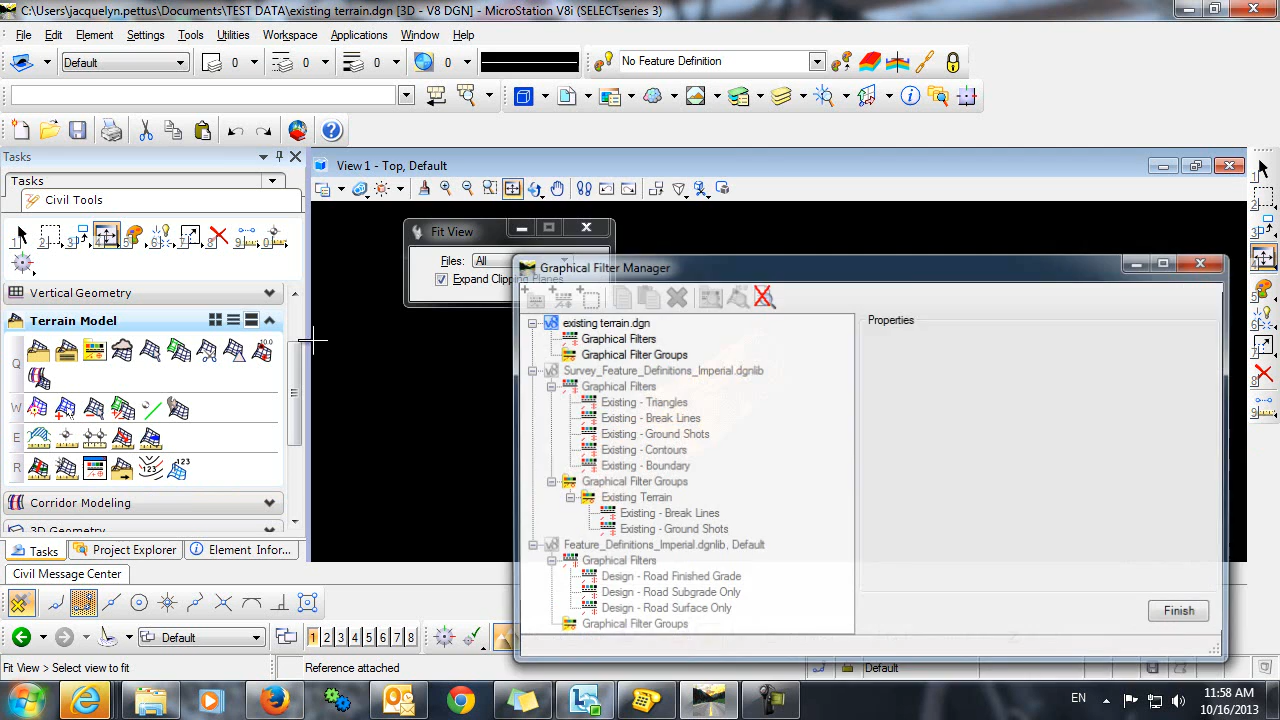 C:\Users\jacquelyn.pettus\Documents\TEST DATA\existing terrain.dgn [3D - V8 DGN] - MicroStation V8i (SELECTseries 3)
File Edit Element Settings Tools Utilities Workspace Applications Window Help
Default 0 0 0 0 No Feature Definition
Tasks
Tasks
View 1 - Top, Default
Civil Tools
Fit View
Files: All
Expand Clipping Planes
Graphical Filter Manager
Vertical Geometry
Terrain Model
Q
W
E
R
Corridor Modeling
3D Geometry
existing terrain.dgn
Graphical Filters
Graphical Filter Groups
Survey_Feature_Definitions_Imperial.dgnlib
Graphical Filters
Existing - Triangles
Existing - Break Lines
Existing - Ground Shots
Existing - Contours
Existing - Boundary
Graphical Filter Groups
Existing Terrain
Existing - Break Lines
Existing - Ground Shots
Feature_Definitions_Imperial.dgnlib, Default
Graphical Filters
Design - Road Finished Grade
Design - Road Subgrade Only
Design - Road Surface Only
Graphical Filter Groups
Properties
Finish
Tasks Project Explorer Element Infor...
Civil Message Center
Default 1 2 3 4 5 6 7 8
Fit View > Select view to fit Reference attached Default
EN 11:58 AM
10/16/2013